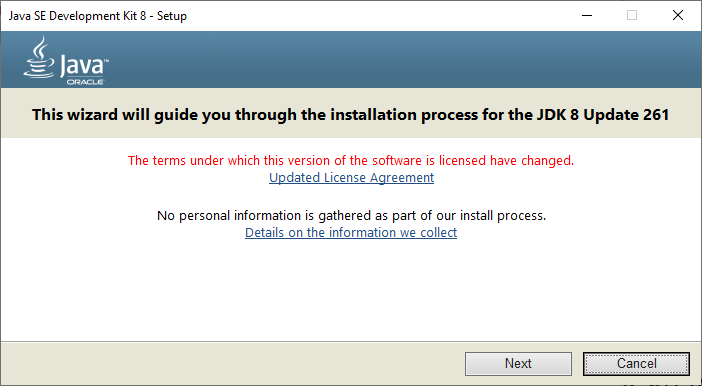 Java SE Development Kit 8 - Setup
Java™
ORACLE
This wizard will guide you through the installation process for the JDK 8 Update 261
The terms under which this version of the software is licensed have changed.
Updated License Agreement
No personal information is gathered as part of our install process.
Details on the information we collect
Next
Cancel